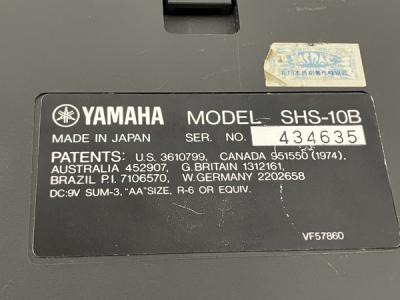 YAMAHA MODEL SHS-10B
MADE IN JAPAN SER. NO. 434635
PATENTS: U.S. 3610799, CANADA 951550 (1974),
AUSTRALIA 452907, G.BRITAIN 1312161,
BRAZIL P.I. 7106570, W.GERMANY 2202658
DC:9V SUM-3, "AA"SIZE, R-6 OR EQUIV.
VF57860